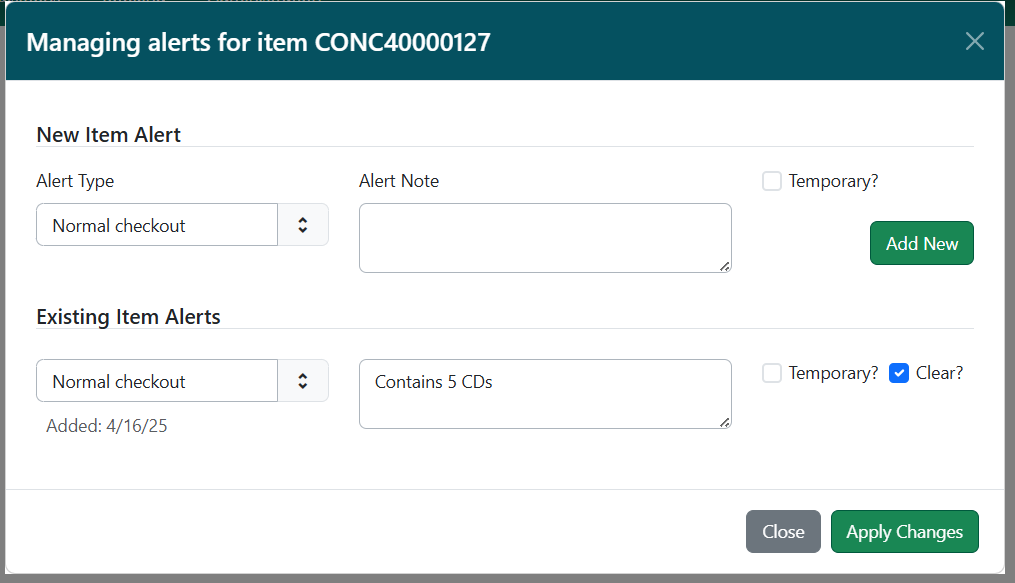 Managing alerts for item CONC40000127
New Item Alert
Alert Type
Alert Note
Temporary?
Normal checkout
Add New
Existing Item Alerts
Normal checkout
Contains 5 CDs
Temporary?
Clear?
Added: 4/16/25
Close
Apply Changes